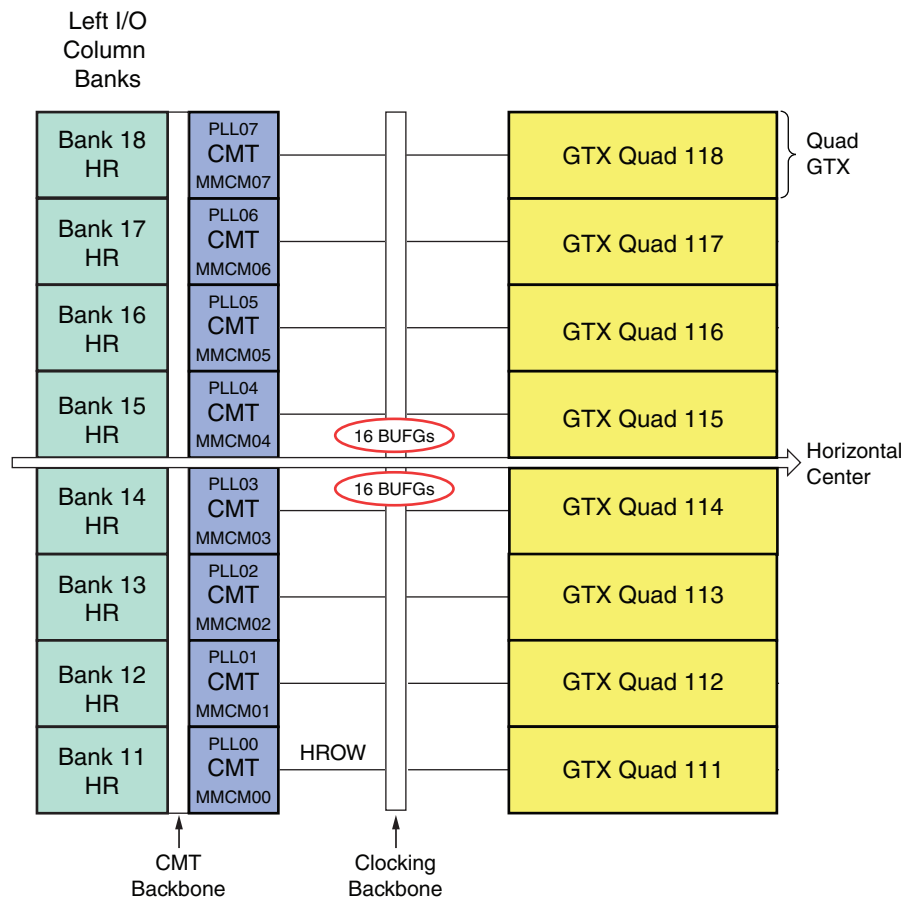 Left I/O
Column
Banks
Bank 18
HR
PLL07
CMT
MMCM07
GTX Quad 118
Quad
GTX
Bank 17
HR
PLL06
CMT
MMCM06
GTX Quad 117
Bank 16
HR
PLL05
CMT
MMCM05
GTX Quad 116
Bank 15
HR
PLL04
CMT
MMCM04
16 BUFGs
GTX Quad 115
Horizontal
Center
Bank 14
HR
PLL03
CMT
MMCM03
16 BUFGs
GTX Quad 114
Bank 13
HR
PLL02
CMT
MMCM02
GTX Quad 113
Bank 12
HR
PLL01
CMT
MMCM01
GTX Quad 112
Bank 11
HR
PLL00
CMT
MMCM00
HROW
GTX Quad 111
CMT
Backbone
Clocking
Backbone